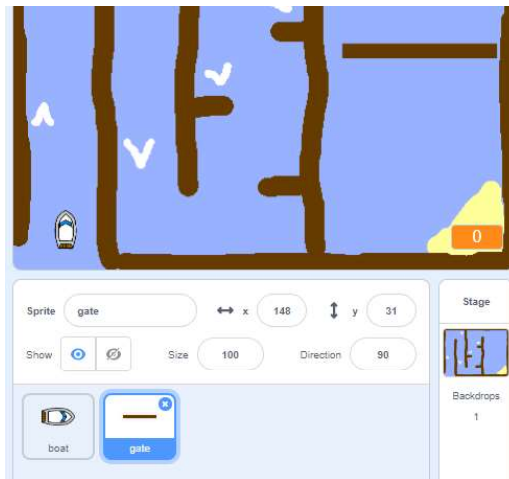 0
Sprite gate x 148 y 31
Show Size 100 Direction 90
Stage
Backdrops
1
boat gate